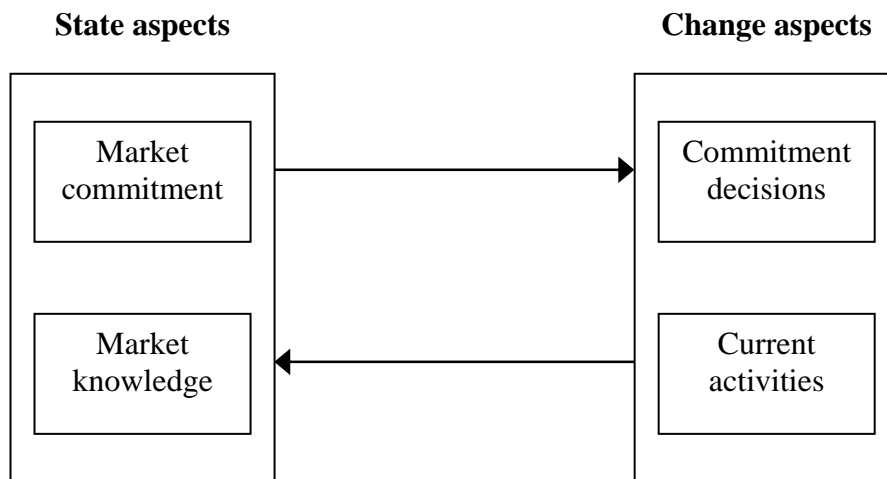 State aspects
Change aspects
Market
commitment
Commitment
decisions
Market
knowledge
Current
activities